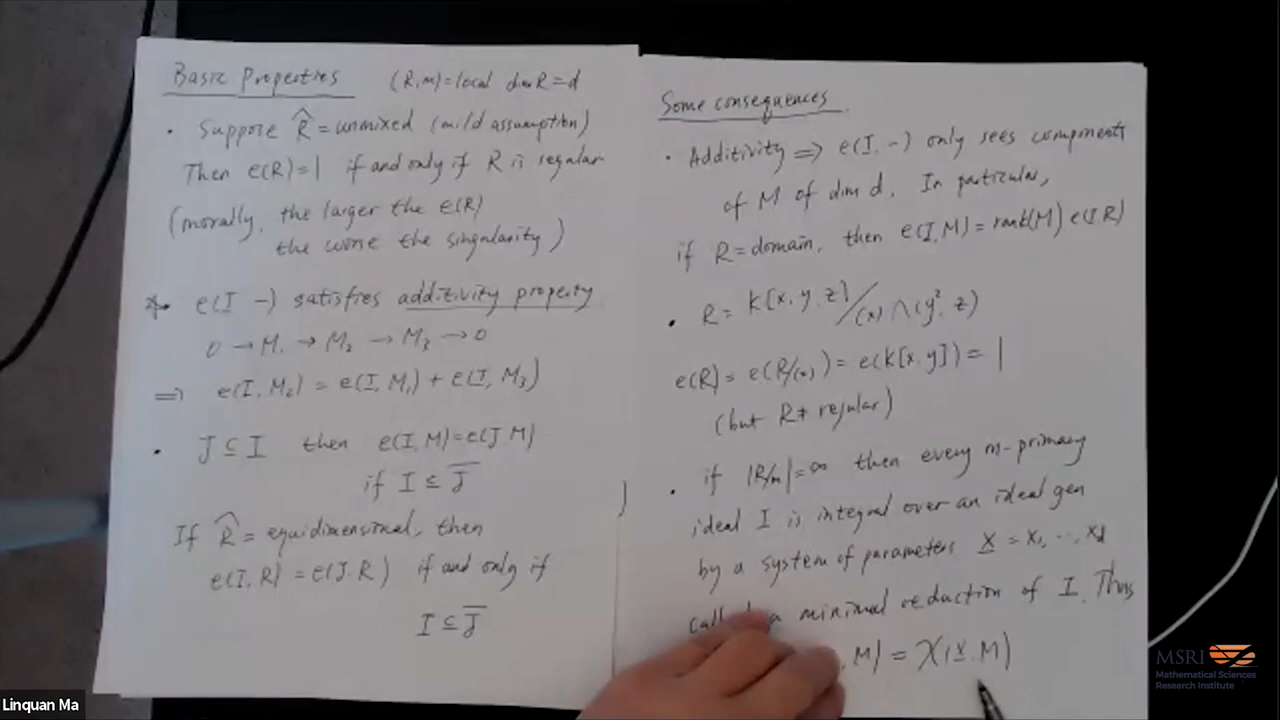 Basic Properties (R,m)=local dim R=d
• Suppose R̂ = unmixed (mild assumption)
Then e(R)=1 if and only if R is regular
(morally, the larger the e(R)
the worse the singularity)
* • e(I, -) satisfies additivity property
0 → M₁ → M₂ → M₃ → 0
⟹ e(I, M₂) = e(I, M₁) + e(I, M₃)
• J ⊆ I then e(I, M) = e(J, M)
if I ⊆ J̄
If R̂ = equidimensional, then
e(I, R) = e(J, R) if and only if
I ⊆ J̄
Some consequences
• Additivity ⟹ e(I, -) only sees components
of M of dim d. In particular,
if R = domain, then e(I, M) = rank(M) e(I, R)
• R = k[x, y, z]/(x) ∩ (y², z)
e(R) = e(R/(x)) = e(k[x, y]) = 1
(but R ≠ regular)
• if |R/m| = ∞ then every m-primary
ideal I is integral over an ideal gen
by a system of parameters x = x₁, ..., xd
a minimal reduction of I. Thus
, M) = χ(x, M)
Linquan Ma
MSRI
Mathematical Sciences
Research Institute